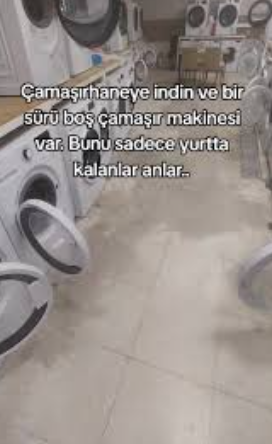 Çamaşırhaneye indin ve bir
sürü boş çamaşır makinesi
var. Bunu sadece yurtta
kalanlar anlar..